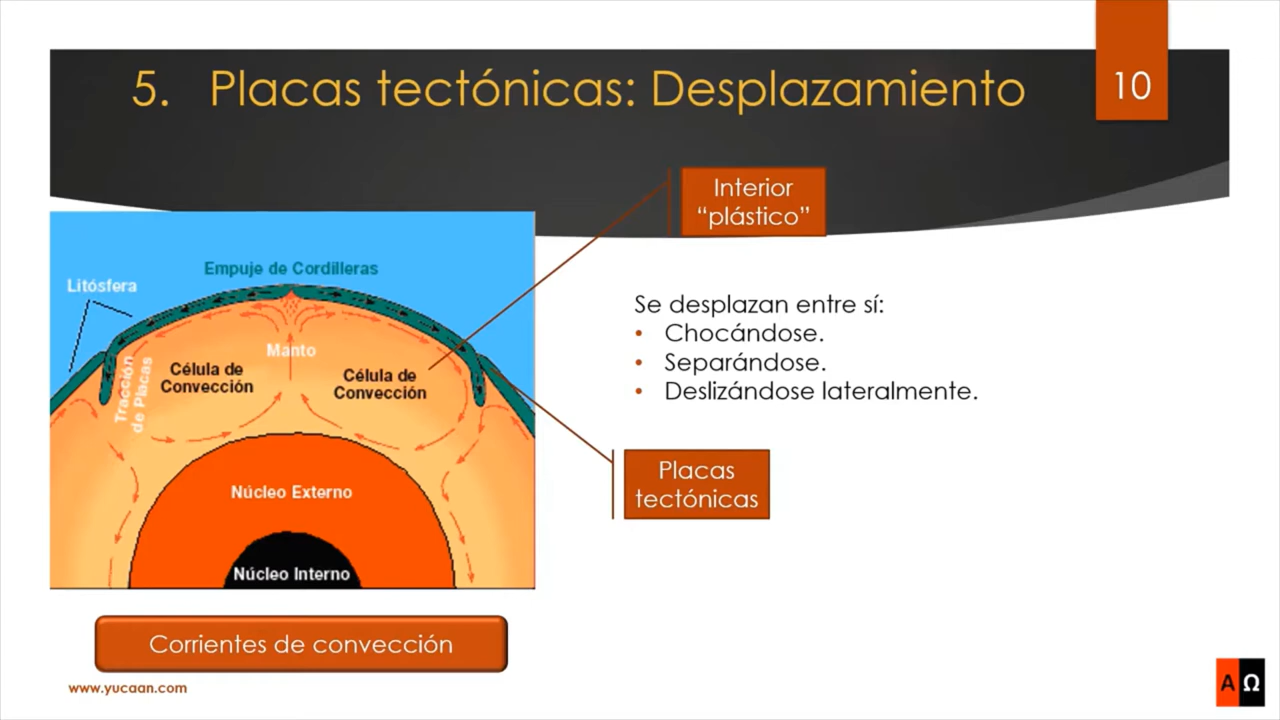 5. Placas tectónicas: Desplazamiento
10
Interior
“plástico”
Empuje de Cordilleras
Litósfera
Manto
Célula de
Convección
Célula de
Convección
Tracción
de Placas
Núcleo Externo
Núcleo Interno
Se desplazan entre sí:
• Chocándose.
• Separándose.
• Deslizándose lateralmente.
Placas
tectónicas
Corrientes de convección
www.yucaan.com
A Ω